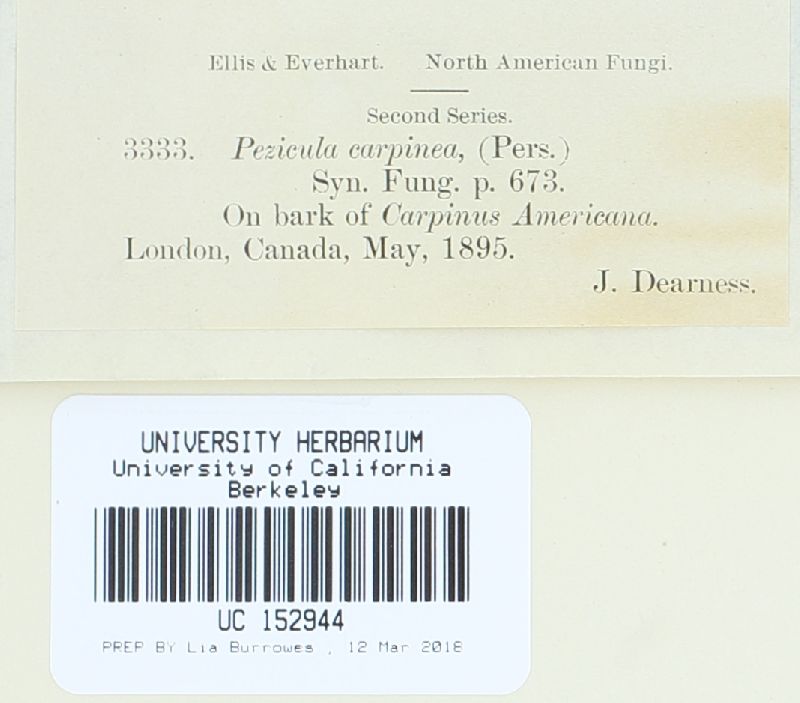 Ellis & Everhart. North American Fungi.
Second Series.
3333. Pezicula carpinea, (Pers.)
Syn. Fung. p. 673.
On bark of Carpinus Americana.
London, Canada, May, 1895.
J. Dearness.
UNIVERSITY HERBARIUM
University of California
Berkeley
UC 152944
PREP BY Lia Burrowes , 12 Mar 2018